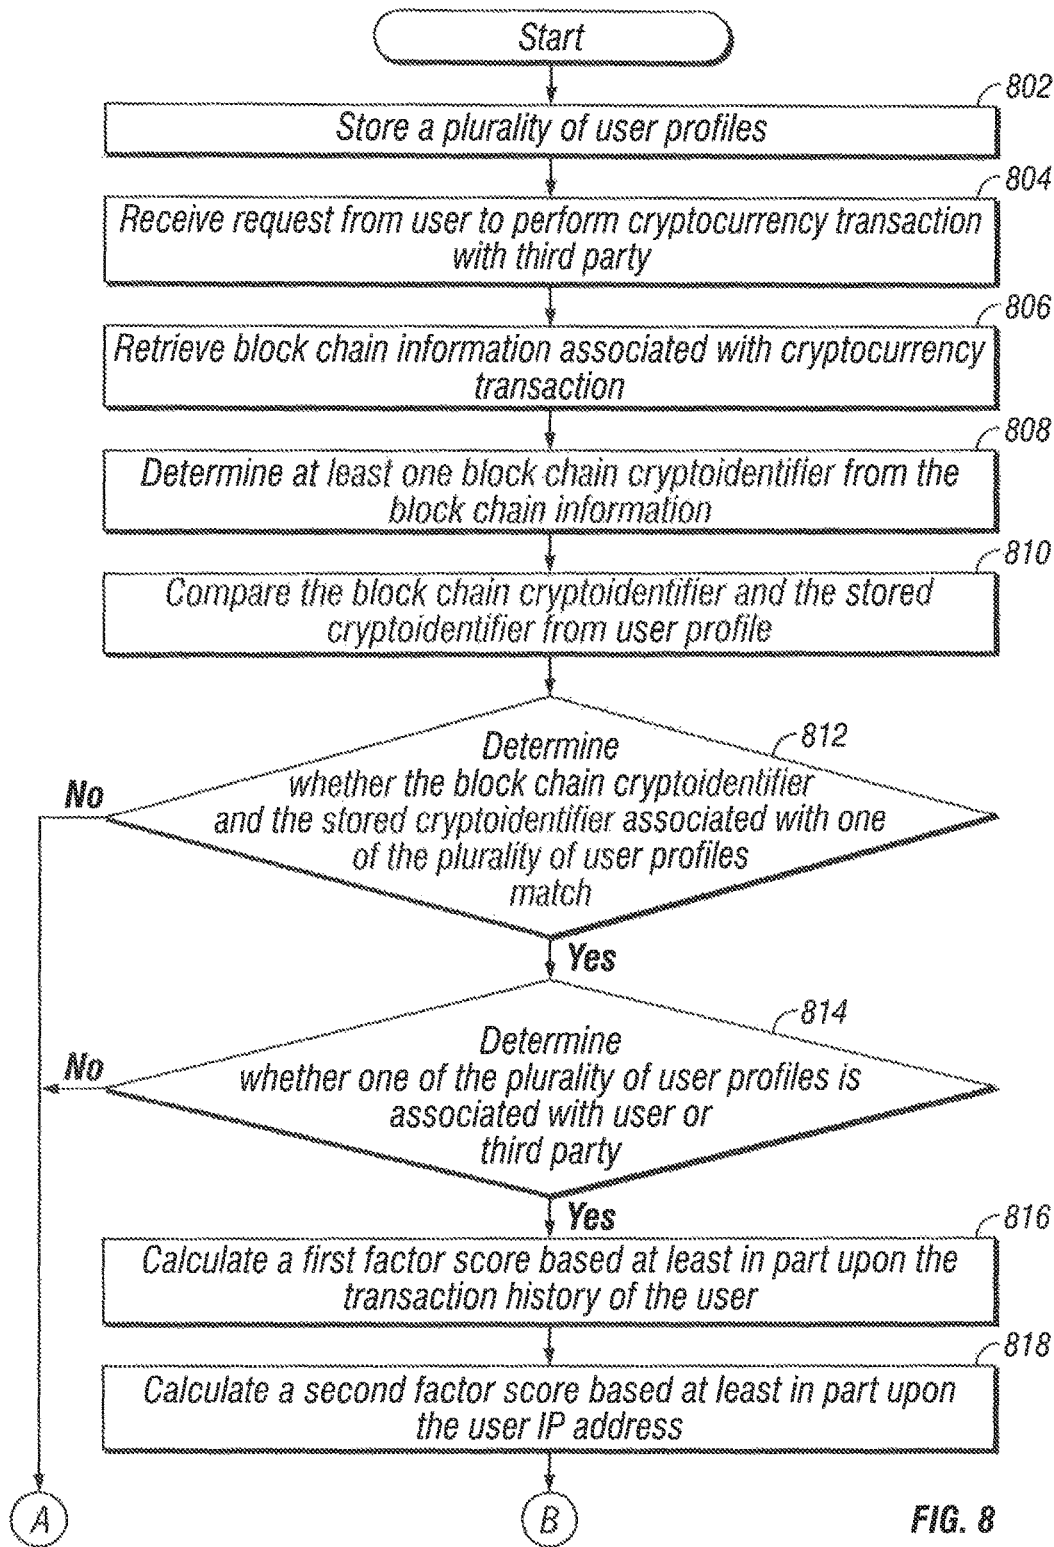 Start
802
Store a plurality of user profiles
804
Receive request from user to perform cryptocurrency transaction
with third party
806
Retrieve block chain information associated with cryptocurrency
transaction
808
Determine at least one block chain cryptoidentifier from the
block chain information
810
Compare the block chain cryptoidentifier and the stored
cryptoidentifier from user profile
812
Determine
whether the block chain cryptoidentifier
and the stored cryptoidentifier associated with one
of the plurality of user profiles
match
No
Yes
814
Determine
whether one of the plurality of user profiles is
associated with user or
third party
No
Yes
816
Calculate a first factor score based at least in part upon the
transaction history of the user
818
Calculate a second factor score based at least in part upon
the user IP address
A
B
FIG. 8